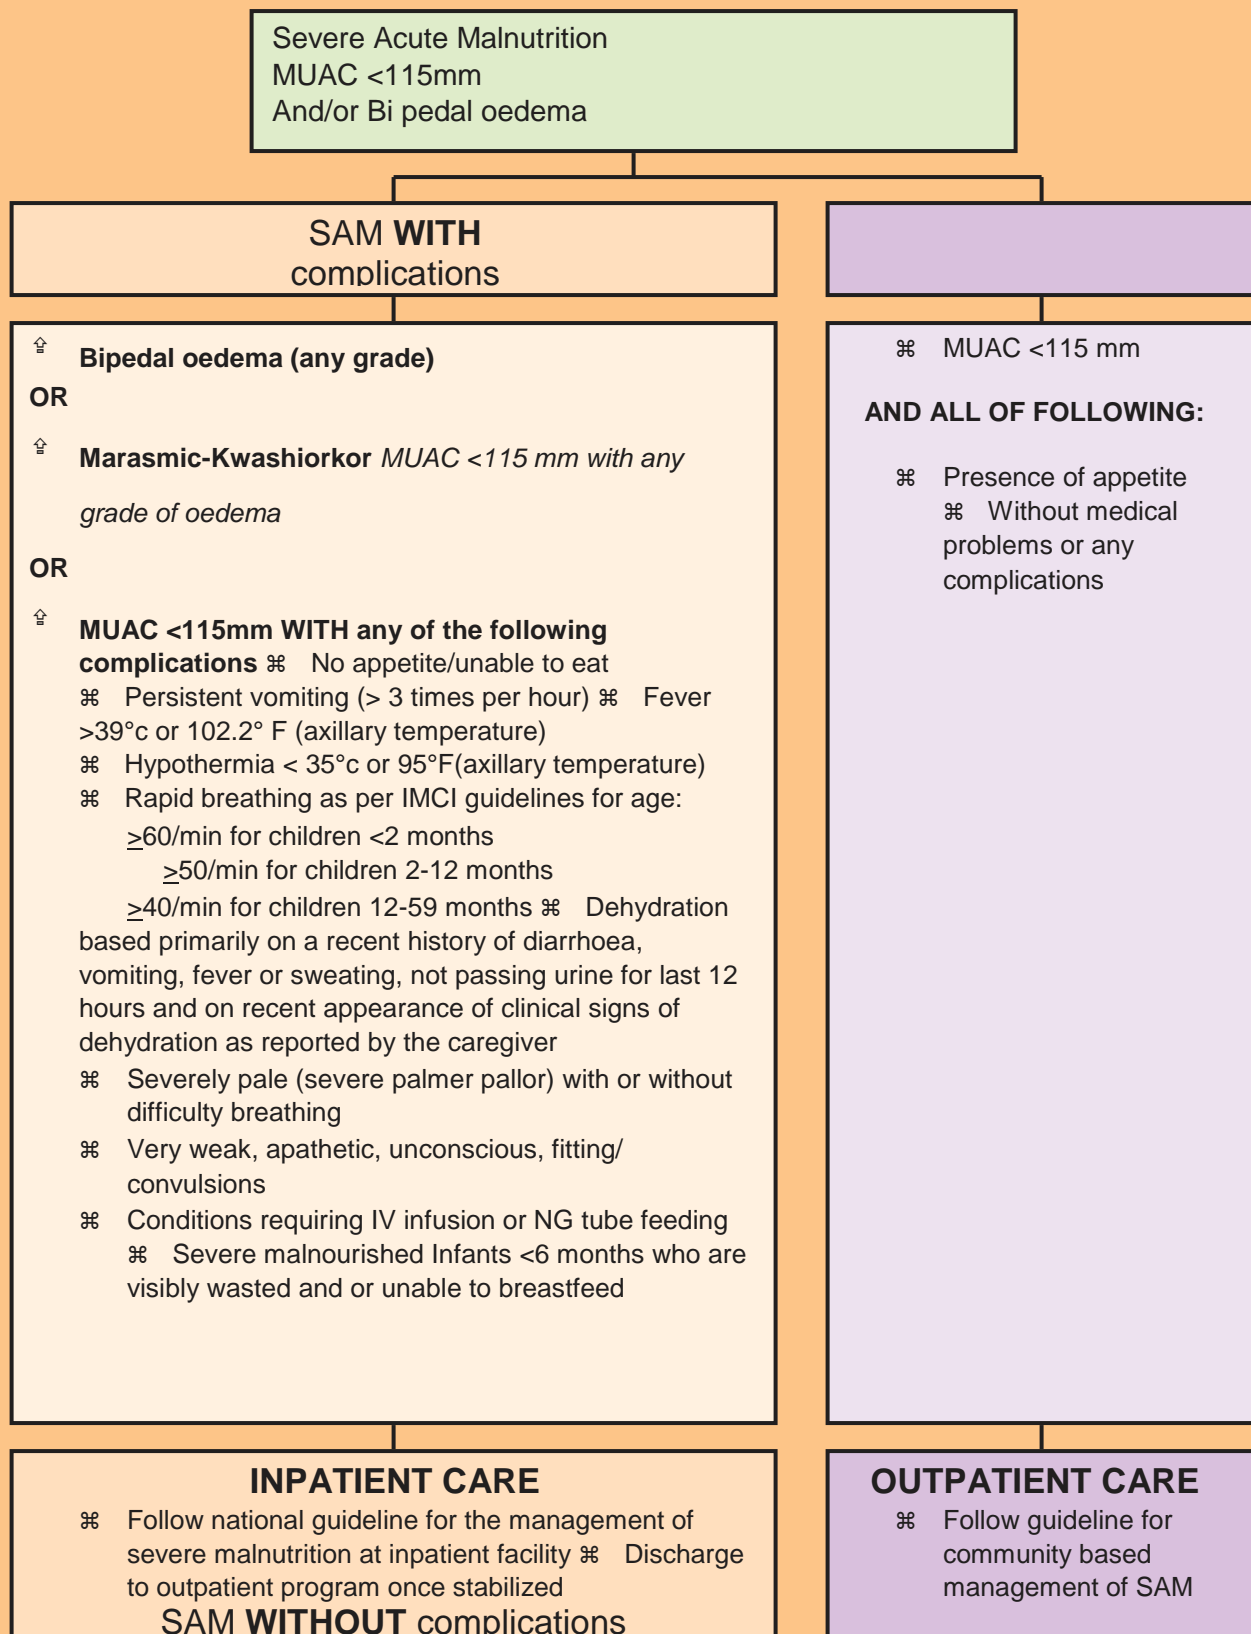 Severe Acute Malnutrition
MUAC <115mm
And/or Bi pedal oedema
SAM WITH
complications
⇪ Bipedal oedema (any grade)
OR
⇪ Marasmic-Kwashiorkor MUAC <115 mm with any
grade of oedema
OR
⇪ MUAC <115mm WITH any of the following
complications ⌘ No appetite/unable to eat
⌘ Persistent vomiting (> 3 times per hour) ⌘ Fever
>39°c or 102.2° F (axillary temperature)
⌘ Hypothermia < 35°c or 95°F(axillary temperature)
⌘ Rapid breathing as per IMCI guidelines for age:
>60/min for children <2 months
>50/min for children 2-12 months
>40/min for children 12-59 months ⌘ Dehydration
based primarily on a recent history of diarrhoea,
vomiting, fever or sweating, not passing urine for last 12
hours and on recent appearance of clinical signs of
dehydration as reported by the caregiver
⌘ Severely pale (severe palmer pallor) with or without
difficulty breathing
⌘ Very weak, apathetic, unconscious, fitting/
convulsions
⌘ Conditions requiring IV infusion or NG tube feeding
⌘ Severe malnourished Infants <6 months who are
visibly wasted and or unable to breastfeed
⌘ MUAC <115 mm
AND ALL OF FOLLOWING:
⌘ Presence of appetite
⌘ Without medical
problems or any
complications
INPATIENT CARE
⌘ Follow national guideline for the management of
severe malnutrition at inpatient facility ⌘ Discharge
to outpatient program once stabilized
SAM WITHOUT complications
OUTPATIENT CARE
⌘ Follow guideline for
community based
management of SAM